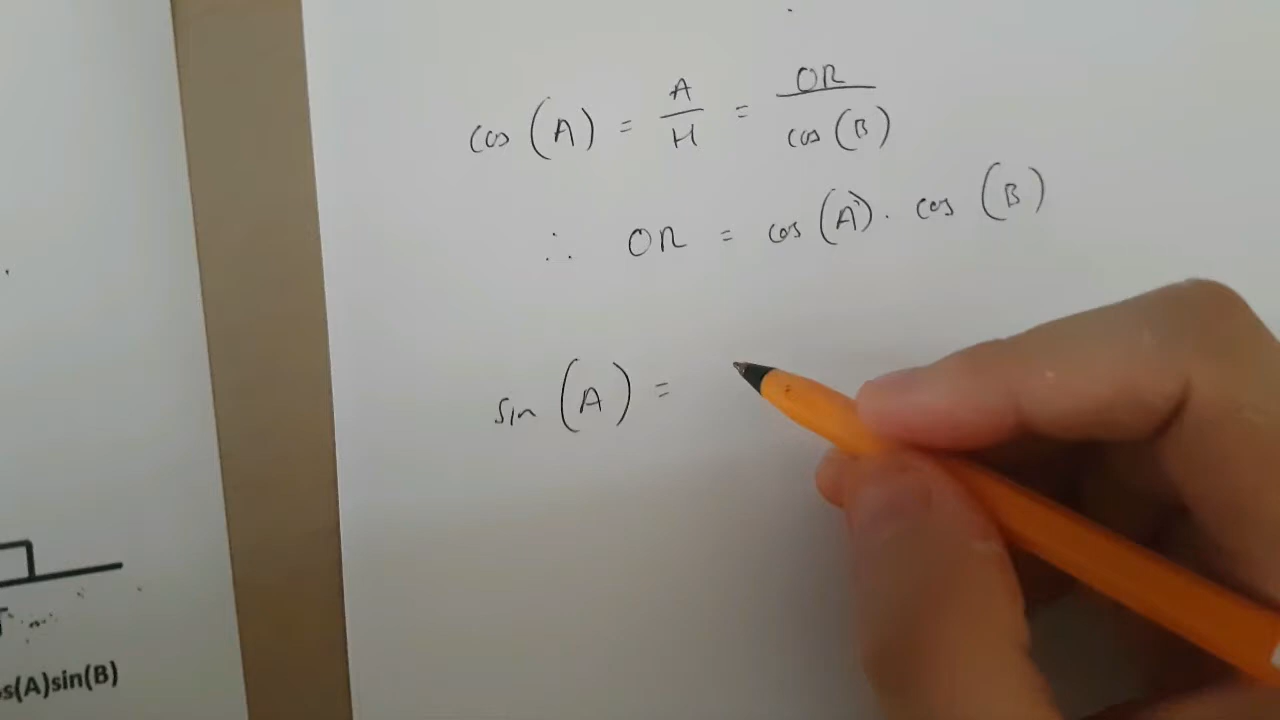 cos (A) = A/H = OR/cos (B)
∴ OR = cos (A) . cos (B)
sin (A) =
s(A)sin(B)